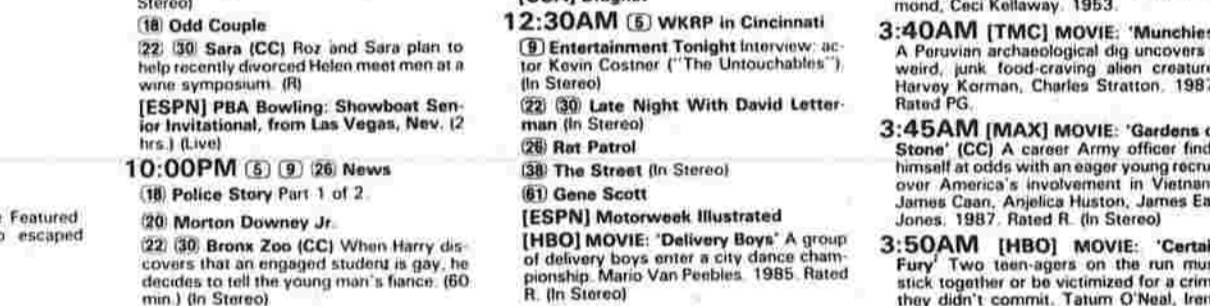 e Featured
o escaped
Stereo)
(18) Odd Couple
(22) (30) Sara (CC) Roz and Sara plan to
help recently divorced Helen meet men at a
wine symposium. (R)
[ESPN] PBA Bowling: Showboat Sen-
ior Invitational, from Las Vegas, Nev. (2
hrs.) (Live)
10:00PM (5) (9) (26) News
(18) Police Story Part 1 of 2.
(20) Morton Downey Jr.
(22) (30) Bronx Zoo (CC) When Harry dis-
covers that an engaged student is gay, he
decides to tell the young man's fiance. (60
min.) (In Stereo)
12:30AM (5) WKRP in Cincinnati
(9) Entertainment Tonight Interview: ac-
tor Kevin Costner ("The Untouchables").
(In Stereo)
(22) (30) Late Night With David Letter-
man (In Stereo)
(26) Rat Patrol
(38) The Street (In Stereo)
(61) Gene Scott
[ESPN] Motorweek Illustrated
[HBO] MOVIE: 'Delivery Boys' A group
of delivery boys enter a city dance cham-
pionship. Mario Van Peebles. 1985. Rated
R. (In Stereo)
mond, Ceci Kellaway. 1953.
3:40AM [TMC] MOVIE: 'Munchies
A Peruvian archaeological dig uncovers
weird, junk food-craving alien creature
Harvey Korman, Charles Stratton. 1987
Rated PG.
3:45AM [MAX] MOVIE: 'Gardens o
Stone' (CC) A career Army officer find
himself at odds with an eager young recru
over America's involvement in Vietnam
James Caan, Anjelica Huston, James Ea
Jones. 1987. Rated R. (In Stereo)
3:50AM [HBO] MOVIE: 'Certai
Fury' Two teen-agers on the run mus
stick together or be victimized for a crim
they didn't commit. Tatum O'Neal, Iren